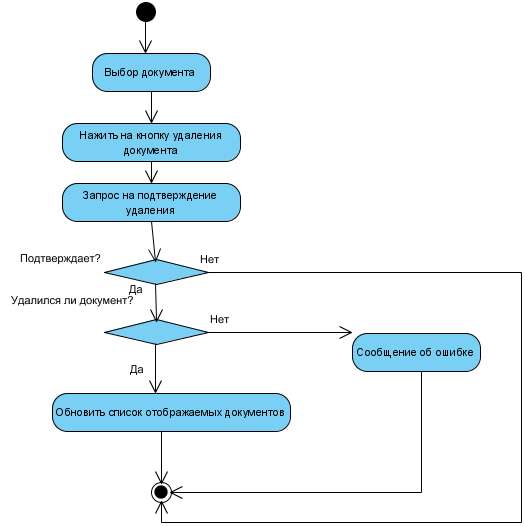 Выбор документа
Нажить на кнопку удаления
документа
Запрос на подтверждение
удаления
Подтверждает?
Нет
Да
Удалился ли документ?
Нет
Сообщение об ошибке
Да
Обновить список отображаемых документов